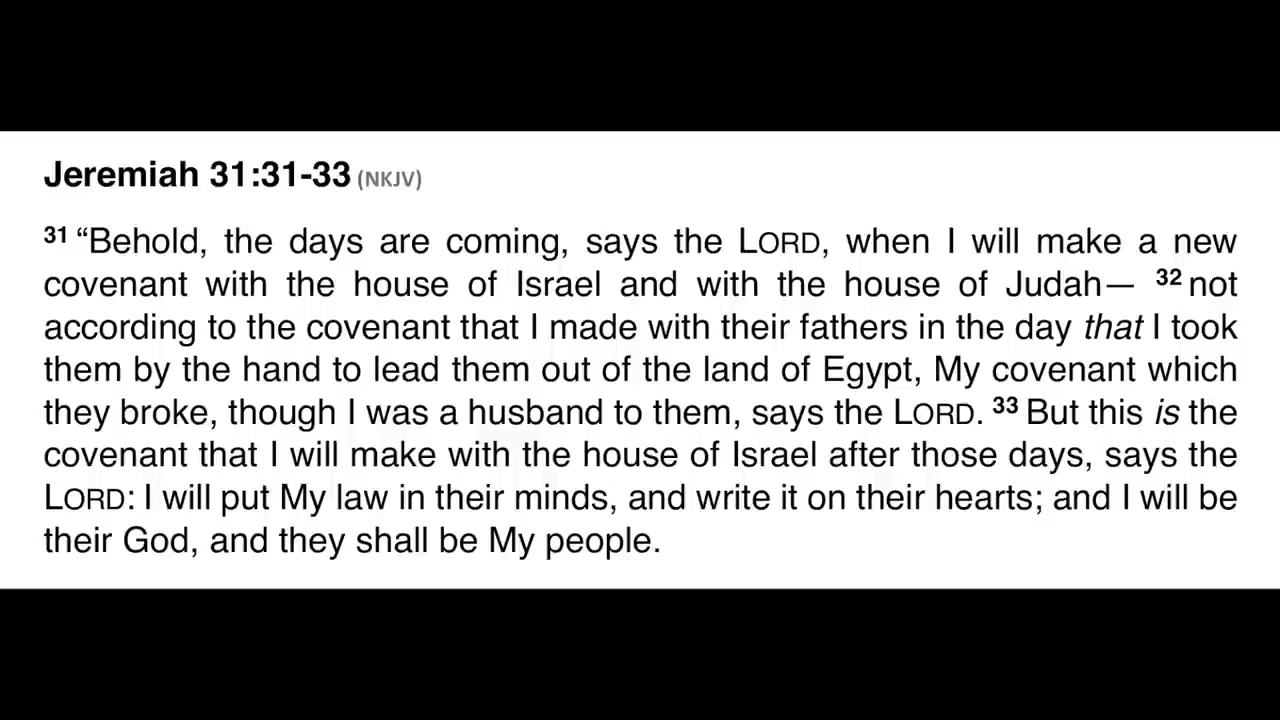 Jeremiah 31:31-33 (NKJV)
31 “Behold, the days are coming, says the LORD, when I will make a new
covenant with the house of Israel and with the house of Judah— 32 not
according to the covenant that I made with their fathers in the day that I took
them by the hand to lead them out of the land of Egypt, My covenant which
they broke, though I was a husband to them, says the LORD. 33 But this is the
covenant that I will make with the house of Israel after those days, says the
LORD: I will put My law in their minds, and write it on their hearts; and I will be
their God, and they shall be My people.